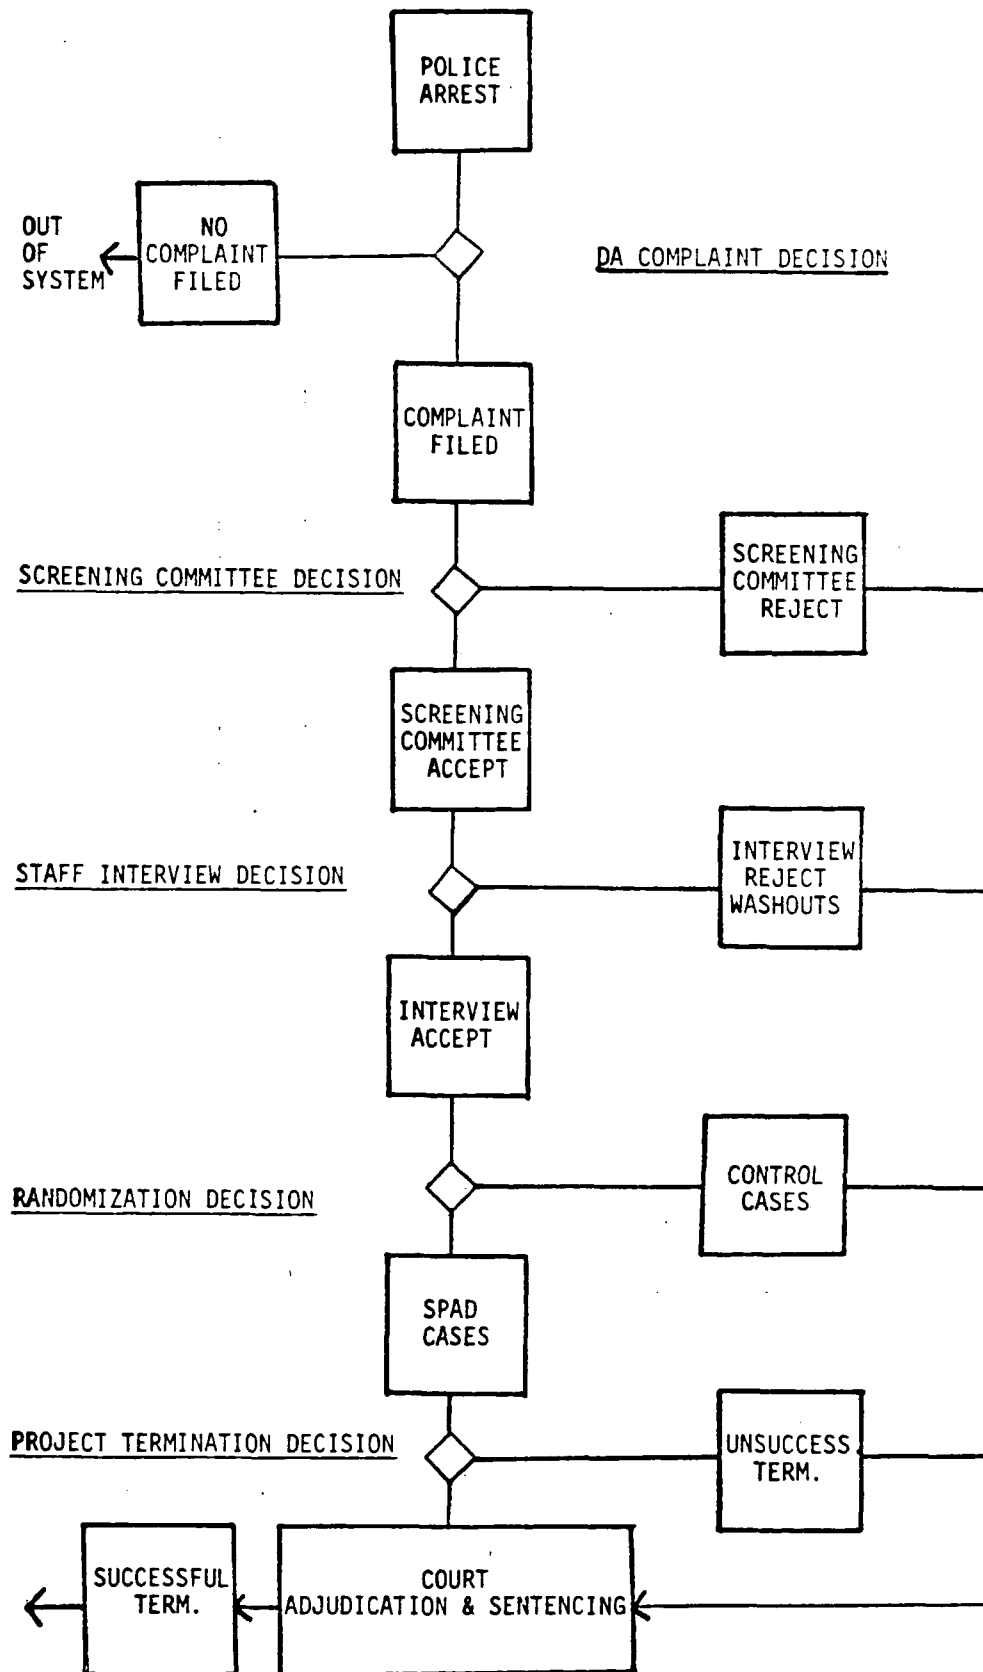 POLICE
ARREST
OUT
OF
SYSTEM
NO
COMPLAINT
FILED
DA COMPLAINT DECISION
COMPLAINT
FILED
SCREENING COMMITTEE DECISION
SCREENING
COMMITTEE
REJECT
SCREENING
COMMITTEE
ACCEPT
STAFF INTERVIEW DECISION
INTERVIEW
REJECT
WASHOUTS
INTERVIEW
ACCEPT
RANDOMIZATION DECISION
CONTROL
CASES
SPAD
CASES
PROJECT TERMINATION DECISION
UNSUCCESS
TERM.
SUCCESSFUL
TERM.
COURT
ADJUDICATION & SENTENCING